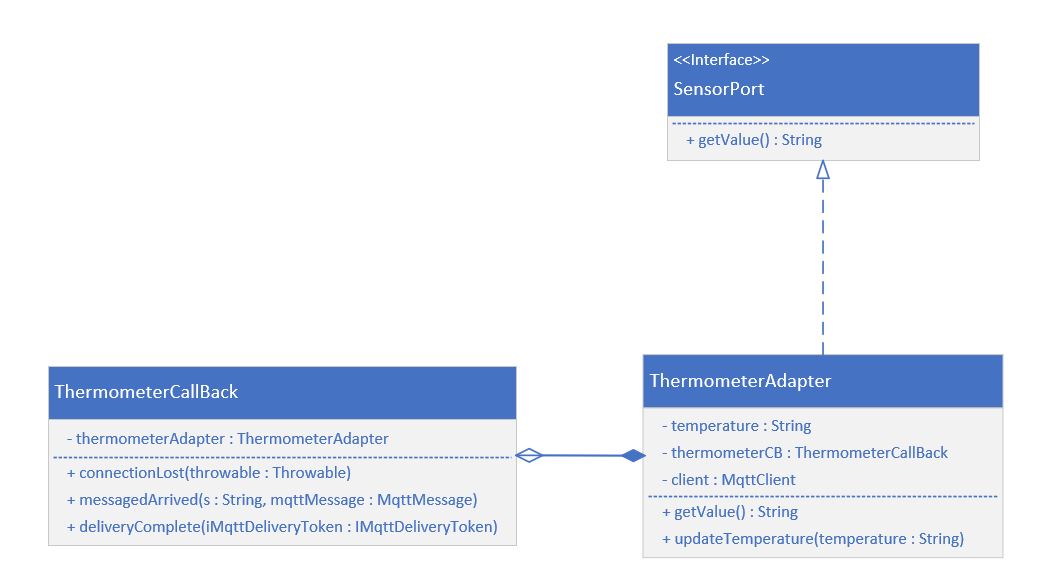 <<Interface>>
SensorPort
+ getValue() : String
ThermometerCallBack
- thermometerAdapter : ThermometerAdapter
+ connectionLost(throwable : Throwable)
+ messagedArrived(s : String, mqttMessage : MqttMessage)
+ deliveryComplete(iMqttDeliveryToken : IMqttDeliveryToken)
ThermometerAdapter
- temperature : String
- thermometerCB : ThermometerCallBack
- client : MqttClient
+ getValue() : String
+ updateTemperature(temperature : String)